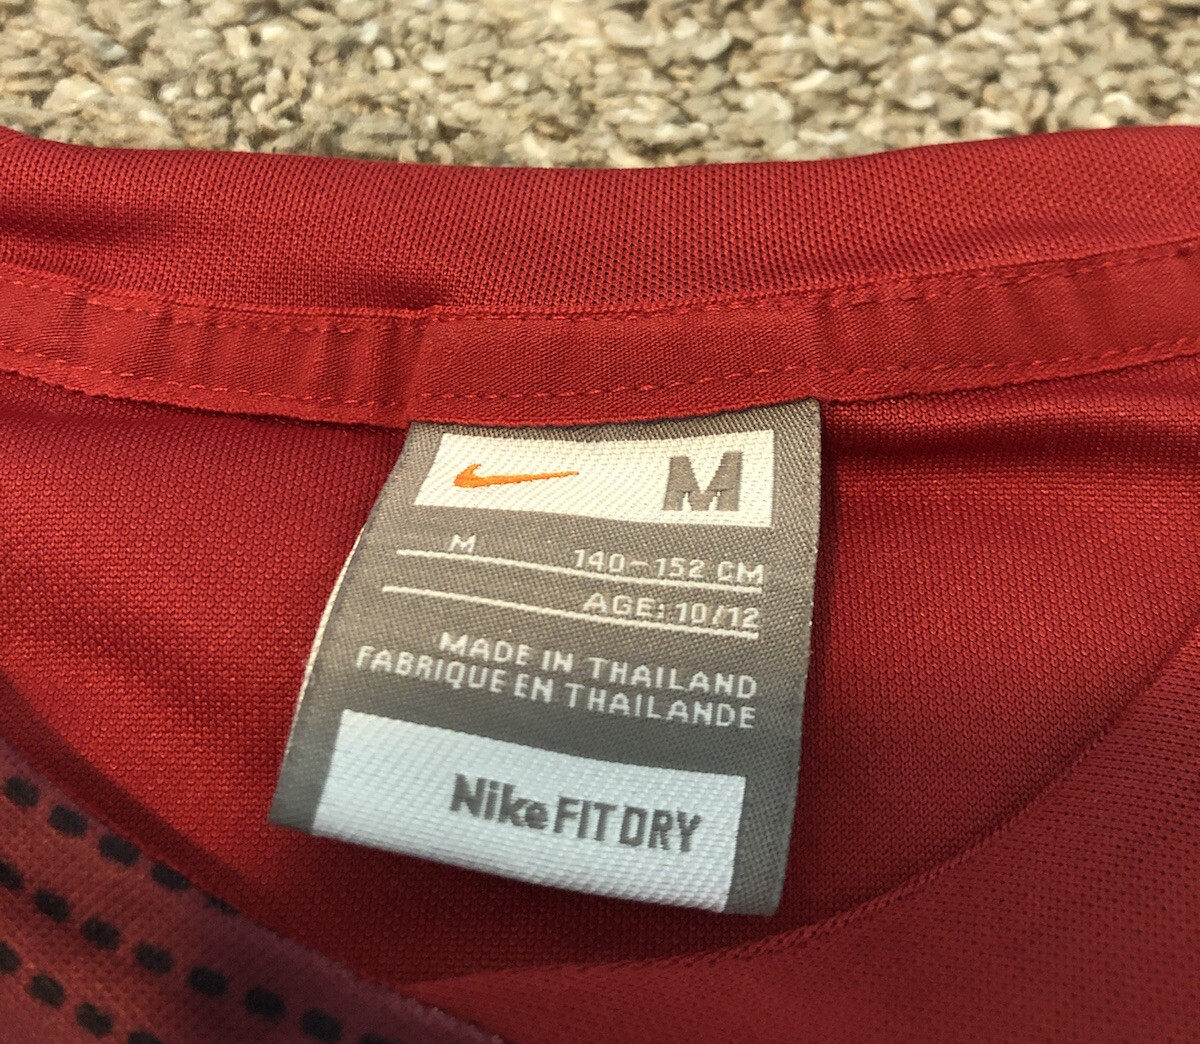 M
M 140-152 CM
AGE: 10/12
MADE IN THAILAND
FABRIQUE EN THAILANDE
Nike FIT DRY